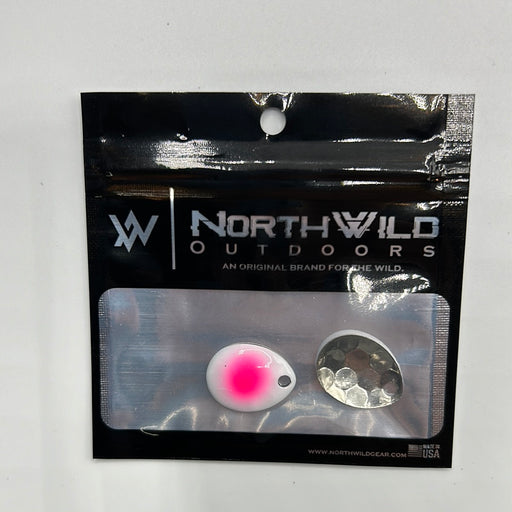 NORTHWILD
OUTDOORS
AN ORIGINAL BRAND FOR THE WILD.
WWW.NORTHWILDGEAR.COM
MADE IN
USA